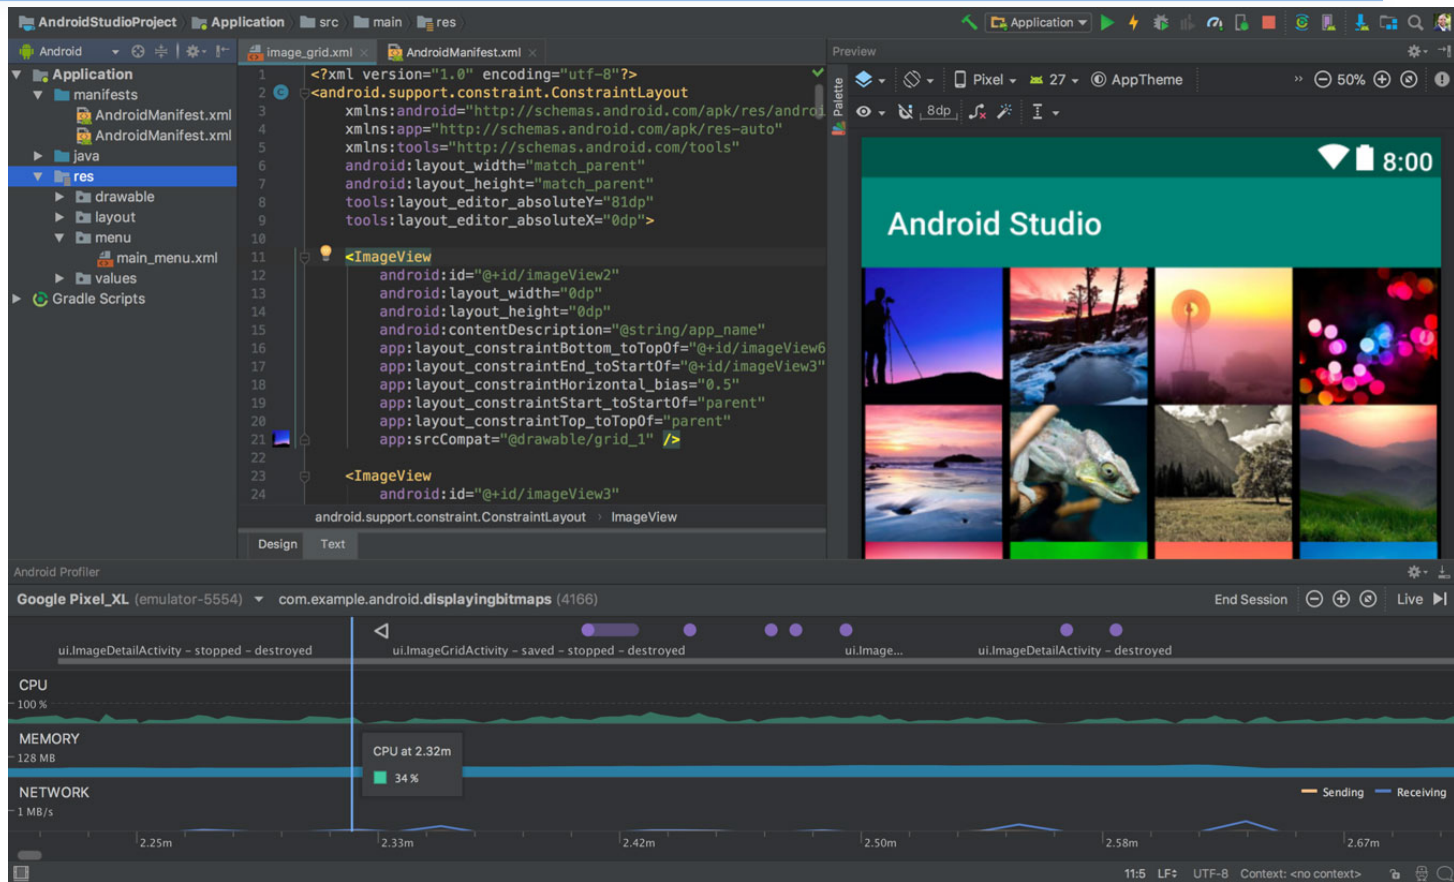 AndroidStudioProject Application src main res Application
Android image_grid.xml AndroidManifest.xml Preview
Application
manifests
AndroidManifest.xml
AndroidManifest.xml
java
res
drawable
layout
menu
main_menu.xml
values
Gradle Scripts
1 <?xml version="1.0" encoding="utf-8"?>
2 <android.support.constraint.ConstraintLayout
3 xmlns:android="http://schemas.android.com/apk/res/androi
4 xmlns:app="http://schemas.android.com/apk/res-auto"
5 xmlns:tools="http://schemas.android.com/tools"
6 android:layout_width="match_parent"
7 android:layout_height="match_parent"
8 tools:layout_editor_absoluteY="81dp"
9 tools:layout_editor_absoluteX="0dp">
10
11 <ImageView
12 android:id="@+id/imageView2"
13 android:layout_width="0dp"
14 android:layout_height="0dp"
15 android:contentDescription="@string/app_name"
16 app:layout_constraintBottom_toTopOf="@+id/imageView6
17 app:layout_constraintEnd_toStartOf="@+id/imageView3"
18 app:layout_constraintHorizontal_bias="0.5"
19 app:layout_constraintStart_toStartOf="parent"
20 app:layout_constraintTop_toTopOf="parent"
21 app:srcCompat="@drawable/grid_1" />
22
23 <ImageView
24 android:id="@+id/imageView3"
android.support.constraint.ConstraintLayout › ImageView
Design Text
Palette
Pixel 27 AppTheme » 50%
8dp
8:00
Android Studio
Android Profiler
Google Pixel_XL (emulator-5554) com.example.android.displayingbitmaps (4166) End Session Live
ui.ImageDetailActivity – stopped – destroyed ui.ImageGridActivity – saved – stopped – destroyed ui.Image... ui.ImageDetailActivity – destroyed
CPU
100 %
MEMORY
128 MB
CPU at 2.32m
34 %
NETWORK
Sending Receiving
1 MB/s
2.25m 2.33m 2.42m 2.50m 2.58m 2.67m
11:5 LF÷ UTF-8 Context: <no context>